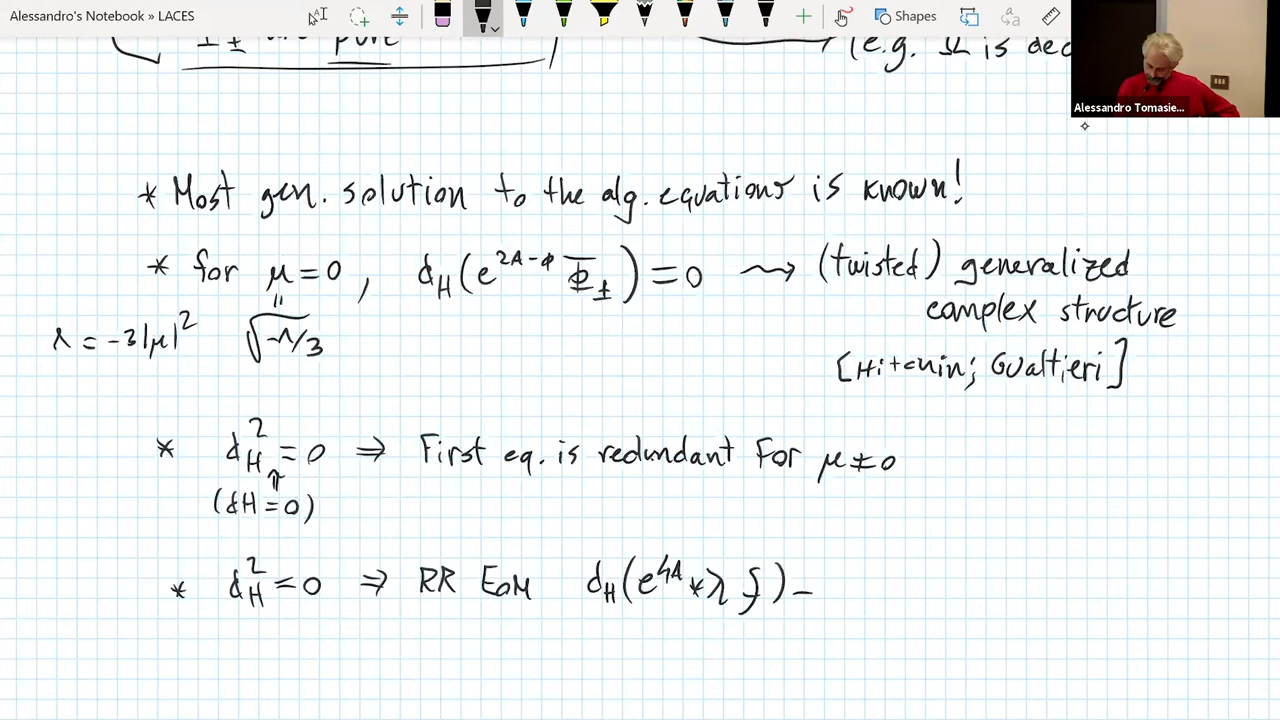 Alessandro's Notebook » LACES
Shapes
Φ± are pure
(e.g. Ω is dec
Alessandro Tomasie...
* Most gen. solution to the alg. equations is known!
* for μ = 0, d_H(e^{2A-φ} Φ±) = 0 ⇝ (twisted) generalized
complex structure
Λ = -3|μ|² √-Λ/3
[Hitchin; Gualtieri]
* d_H² = 0 ⇒ First eq. is redundant for μ ≠ 0
(dH = 0)
* d_H² = 0 ⇒ RR EoM d_H(e^{4A} * λ f) –